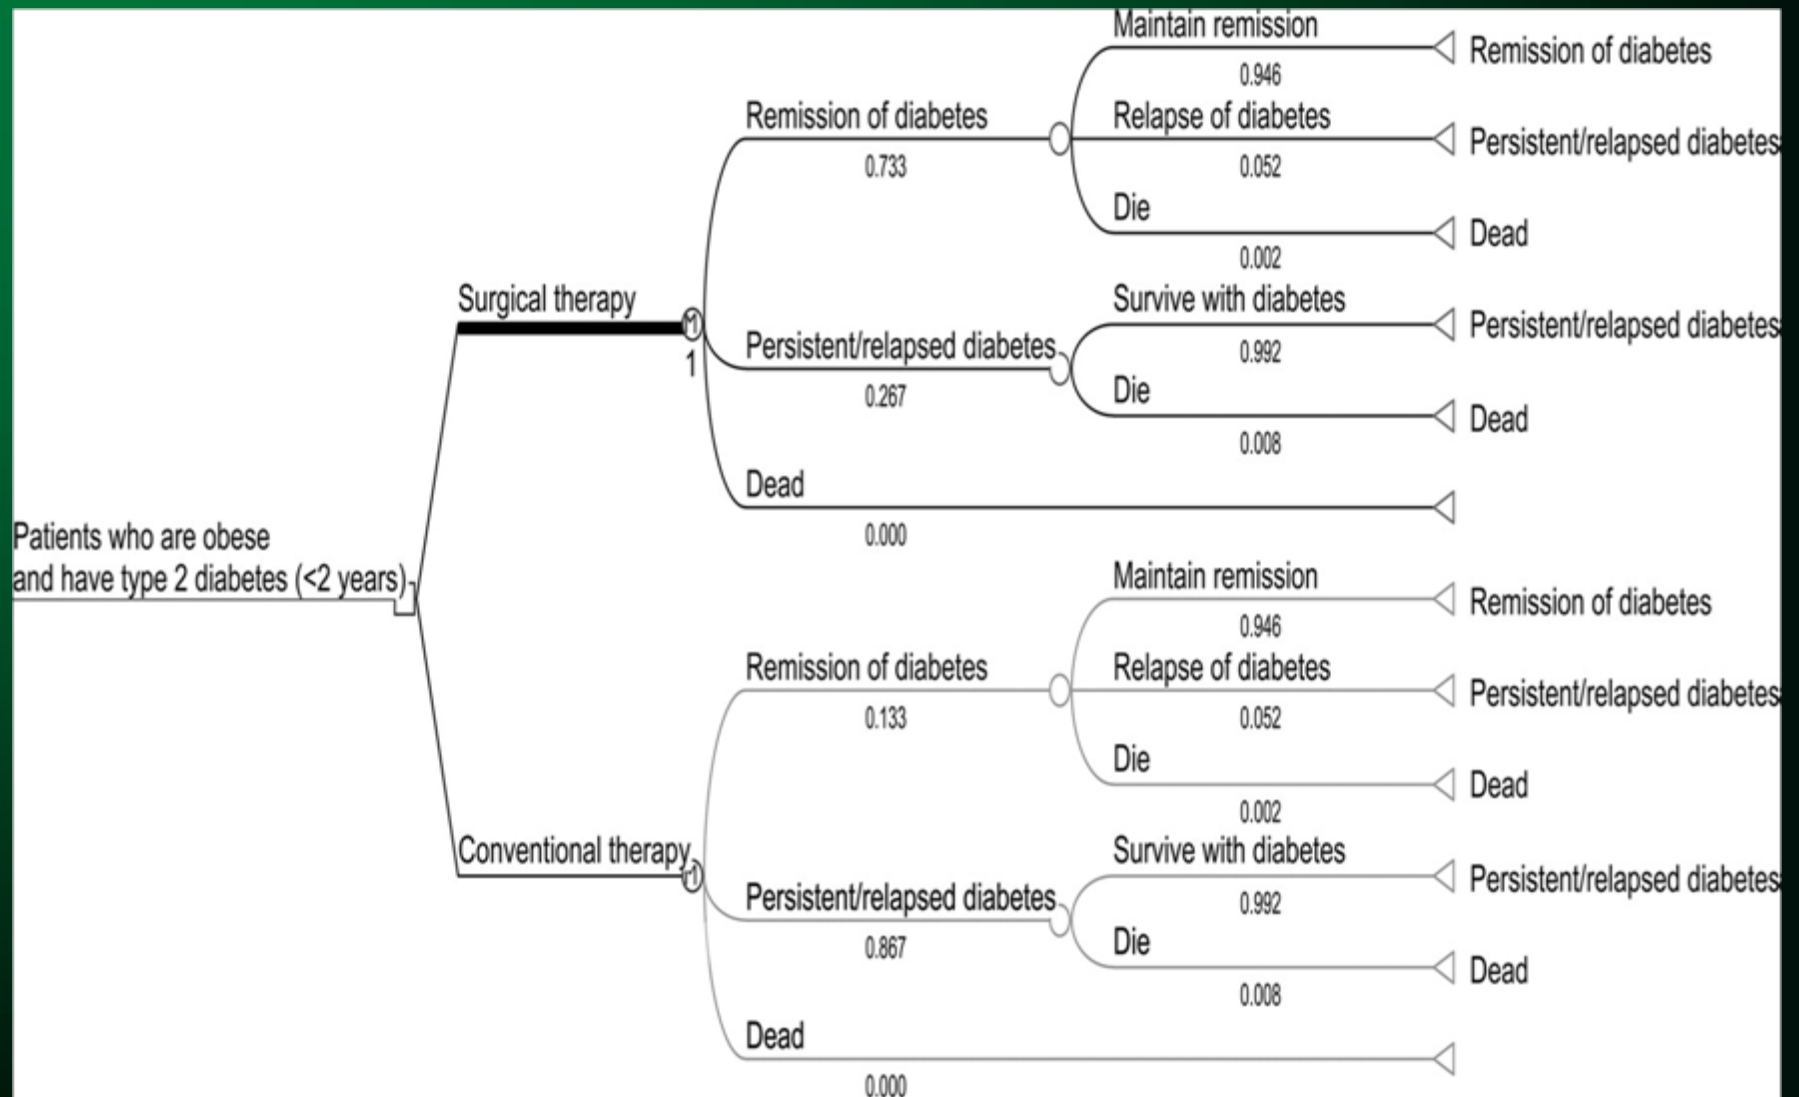 Maintain remission
0.946
Remission of diabetes
Remission of diabetes
0.733
Relapse of diabetes
0.052
Persistent/relapsed diabetes
Die
0.002
Dead
Surgical therapy
M
1
Persistent/relapsed diabetes
0.267
Survive with diabetes
0.992
Persistent/relapsed diabetes
Die
0.008
Dead
Dead
0.000
Patients who are obese
and have type 2 diabetes (<2 years)
Maintain remission
0.946
Remission of diabetes
Remission of diabetes
0.133
Relapse of diabetes
0.052
Persistent/relapsed diabetes
Die
0.002
Dead
Conventional therapy
Persistent/relapsed diabetes
0.867
Survive with diabetes
0.992
Persistent/relapsed diabetes
Die
0.008
Dead
Dead
0.000